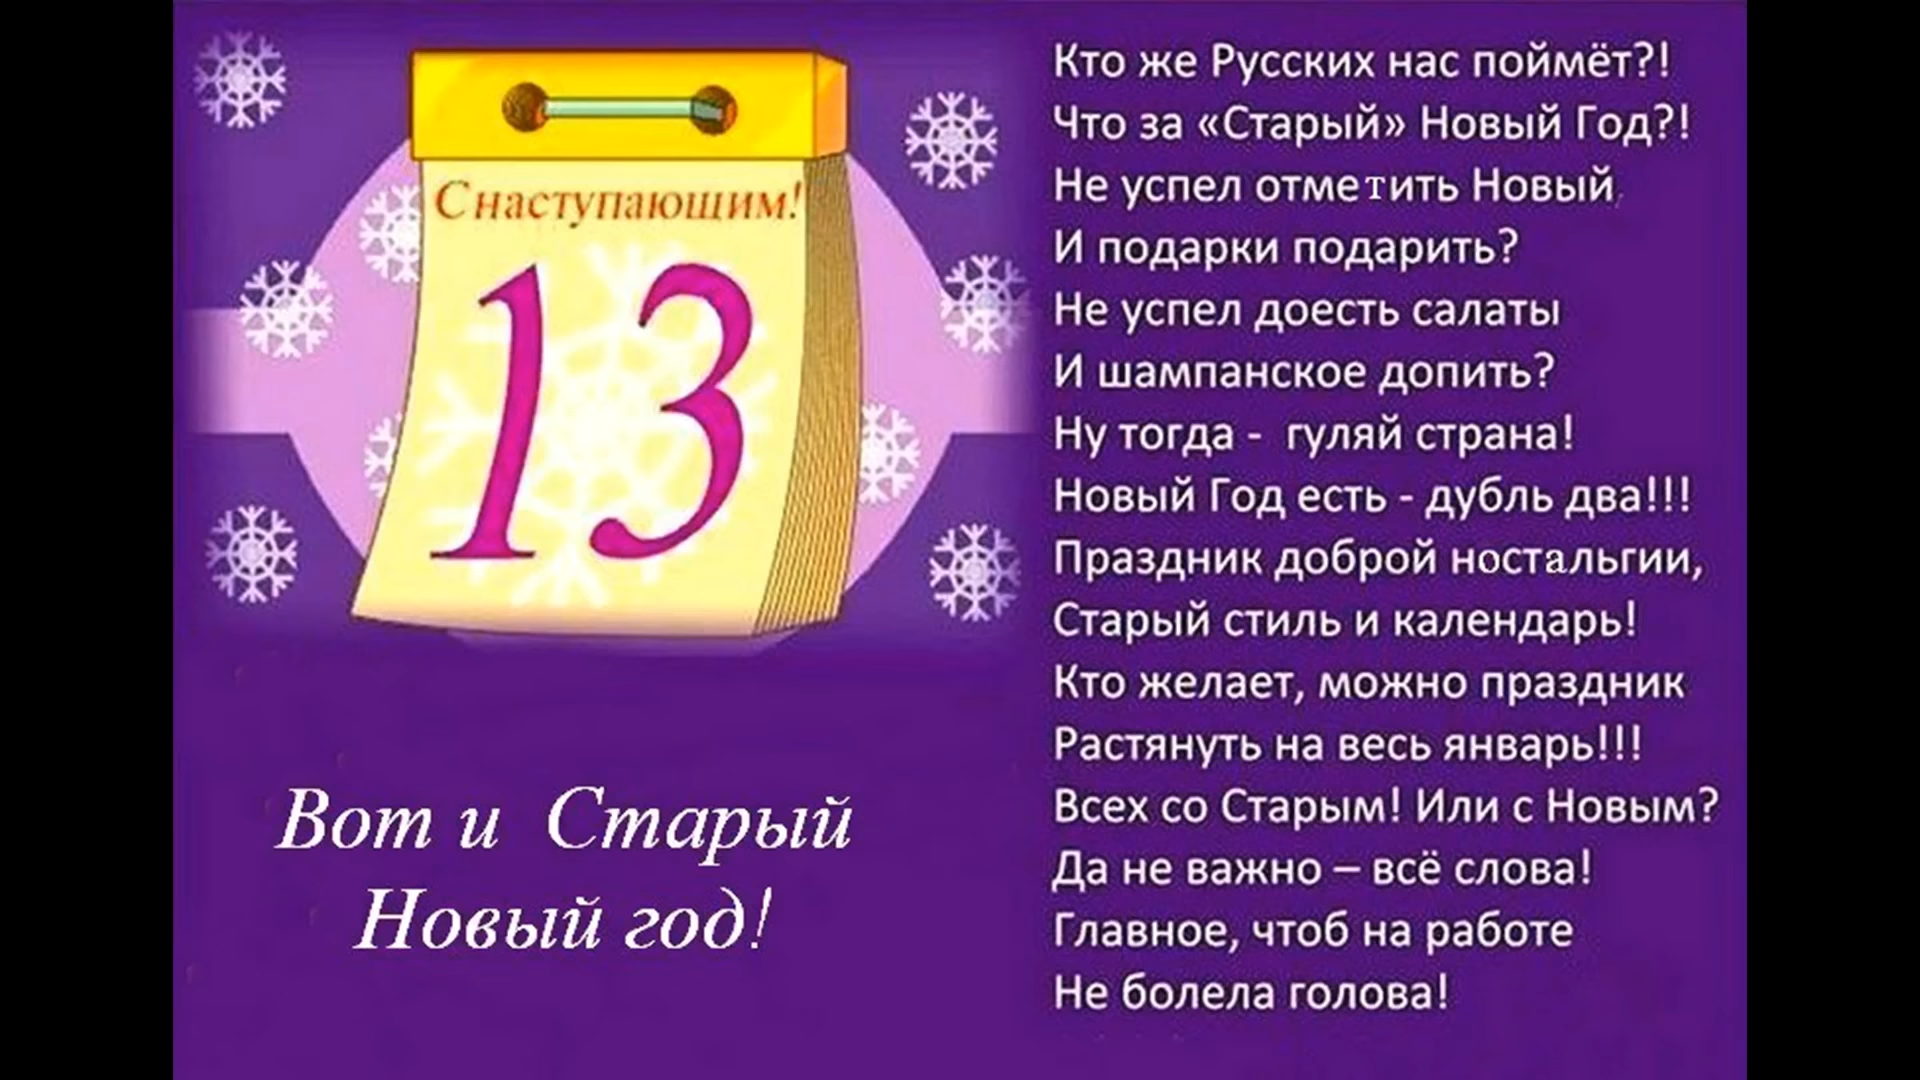 С наступающим!
13
Вот и Старый
Новый год!
Кто же Русских нас поймёт?!
Что за «Старый» Новый Год?!
Не успел отметить Новый
И подарки подарить?
Не успел доесть салаты
И шампанское допить?
Ну тогда - гуляй страна!
Новый Год есть - дубль два!!!
Праздник доброй ностальгии,
Старый стиль и календарь!
Кто желает, можно праздник
Растянуть на весь январь!!!
Всех со Старым! Или с Новым?
Да не важно – всё слова!
Главное, чтоб на работе
Не болела голова!